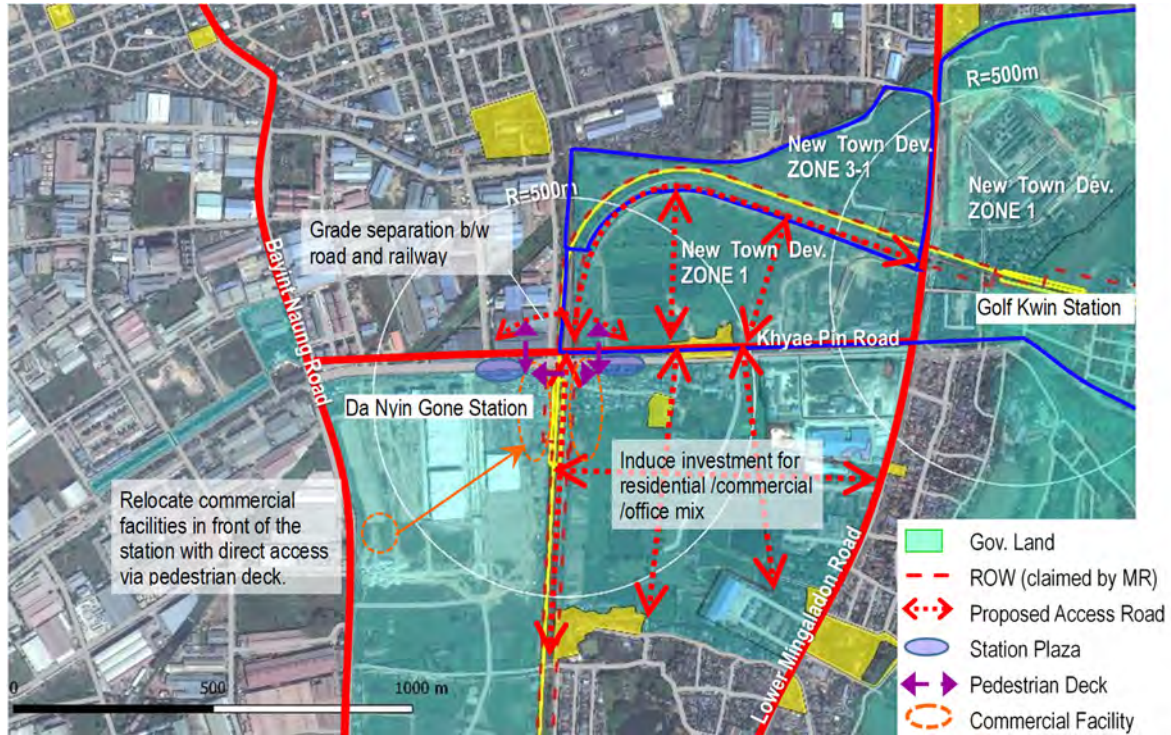 R=500m
New Town Dev.
ZONE 3-1
New Town Dev.
ZONE 1
R=500m
Grade separation b/w
road and railway
New Town Dev.
ZONE 1
Bayint Naung Road
Golf Kwin Station
Khyae Pin Road
Da Nyin Gone Station
Induce investment for
residential /commercial
/office mix
Relocate commercial
facilities in front of the
station with direct access
via pedestrian deck.
Lower Mingaladon Road
Gov. Land
ROW (claimed by MR)
Proposed Access Road
Station Plaza
Pedestrian Deck
Commercial Facility
0 500 1000 m